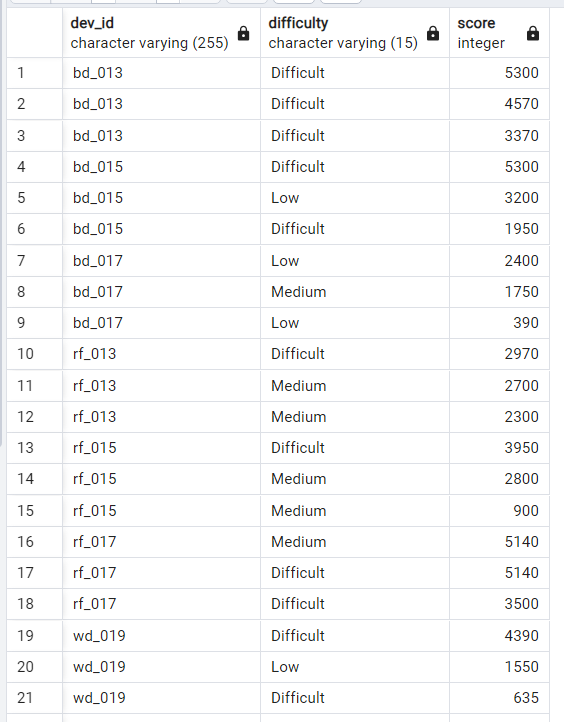 dev_id difficulty score
character varying (255) character varying (15) integer
1 bd_013 Difficult 5300
2 bd_013 Difficult 4570
3 bd_013 Difficult 3370
4 bd_015 Difficult 5300
5 bd_015 Low 3200
6 bd_015 Difficult 1950
7 bd_017 Low 2400
8 bd_017 Medium 1750
9 bd_017 Low 390
10 rf_013 Difficult 2970
11 rf_013 Medium 2700
12 rf_013 Medium 2300
13 rf_015 Difficult 3950
14 rf_015 Medium 2800
15 rf_015 Medium 900
16 rf_017 Medium 5140
17 rf_017 Difficult 5140
18 rf_017 Difficult 3500
19 wd_019 Difficult 4390
20 wd_019 Low 1550
21 wd_019 Difficult 635